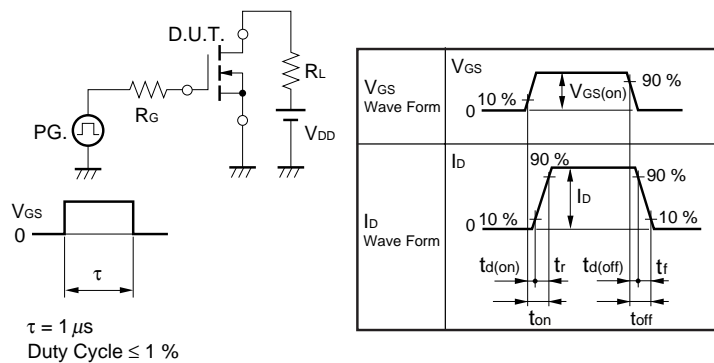 D.U.T.
RL
RG
PG.
VDD
VGS
0
τ
τ = 1 μs
Duty Cycle ≤ 1 %
VGS
Wave Form
VGS
10 %
0
VGS(on)
90 %
ID
Wave Form
ID
90 %
90 %
ID
0
10 %
10 %
td(on)
tr
td(off)
tf
ton
toff